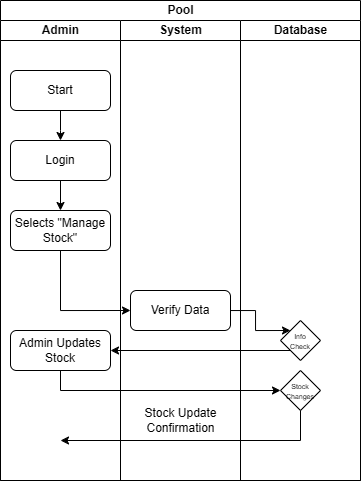 Pool
Admin
System
Database
Start
Login
Selects "Manage
Stock"
Verify Data
Info
Check
Admin Updates
Stock
Stock
Changes
Stock Update
Confirmation